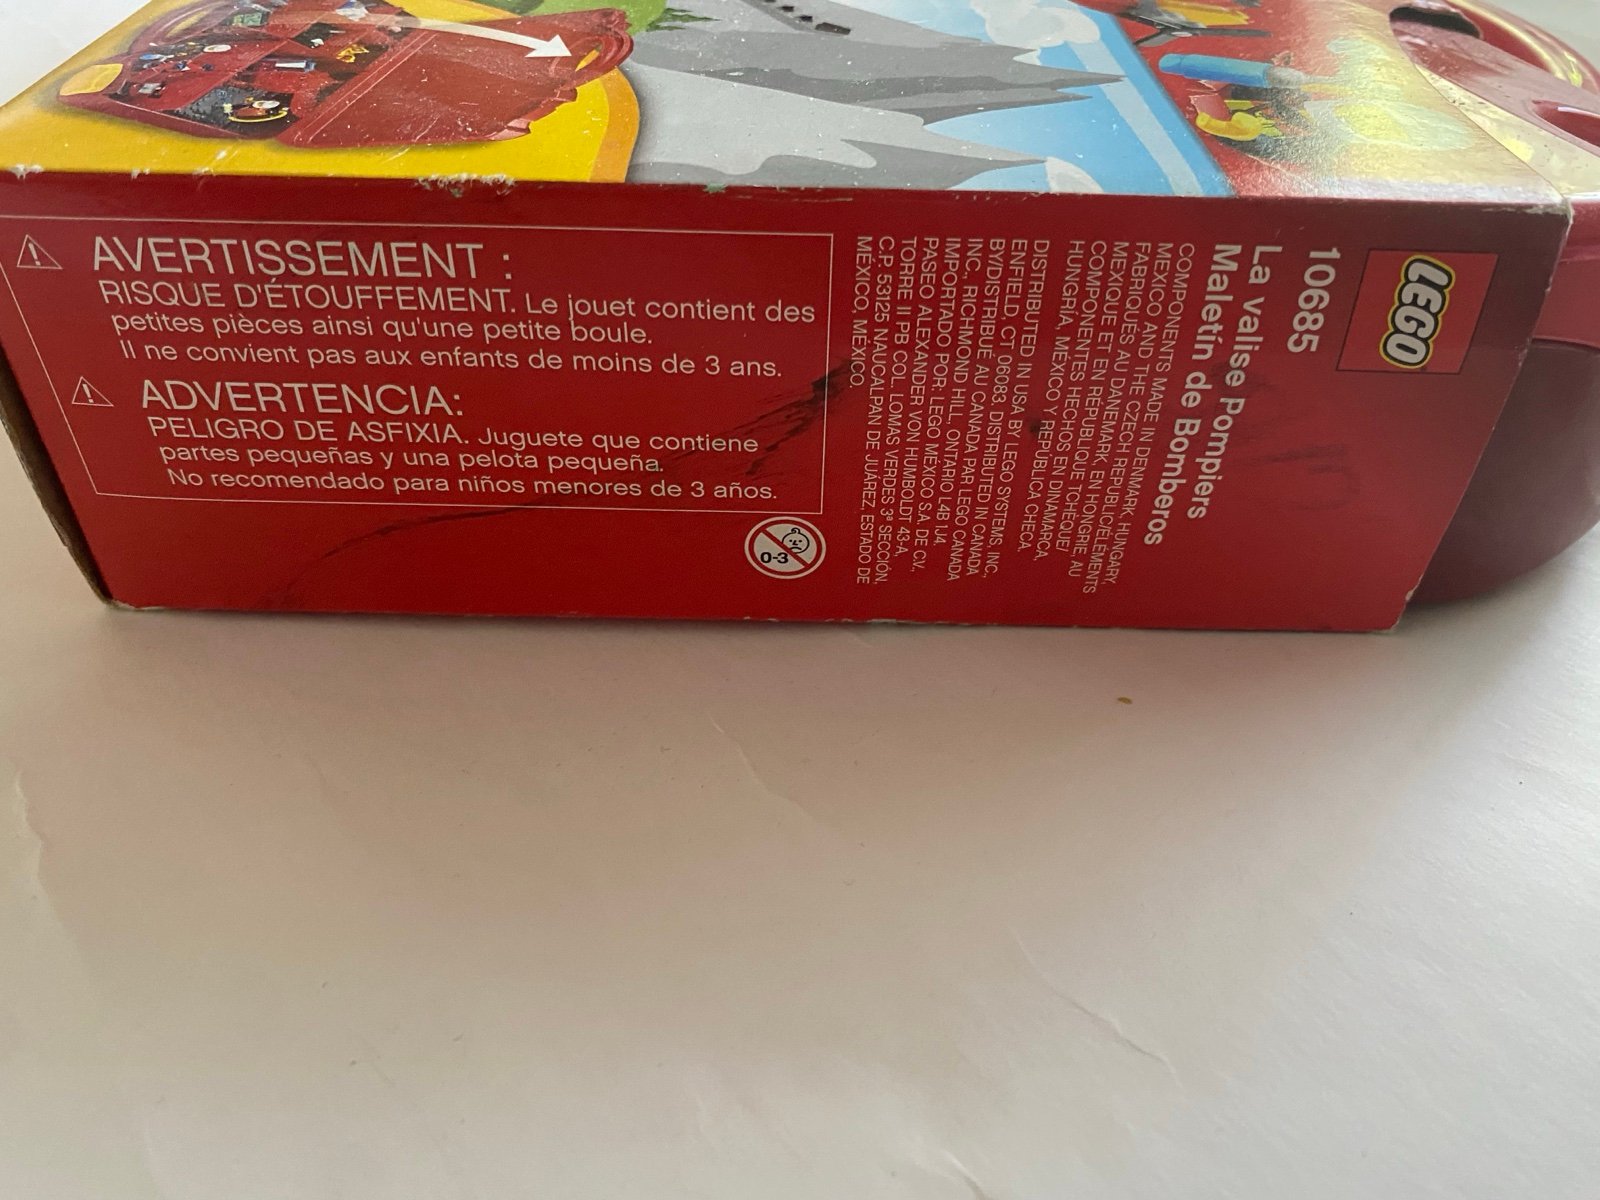 AVERTISSEMENT :
RISQUE D'ÉTOUFFEMENT. Le jouet contient des
petites pièces ainsi qu'une petite boule.
Il ne convient pas aux enfants de moins de 3 ans.
ADVERTENCIA:
PELIGRO DE ASFIXIA. Juguete que contiene
partes pequeñas y una pelota pequeña.
No recomendado para niños menores de 3 años.
0-3
LEGO
10685
La valise Pompiers
Maletín de Bomberos
COMPONENTS MADE IN DENMARK, HUNGARY,
MEXICO AND THE CZECH REPUBLIC/ÉLÉMENTS
FABRIQUÉS AU DANEMARK, EN HONGRIE, AU
MEXIQUE ET EN RÉPUBLIQUE TCHÈQUE/
COMPONENTES HECHOS EN DINAMARCA,
HUNGRÍA, MÉXICO Y REPÚBLICA CHECA.
DISTRIBUTED IN USA BY LEGO SYSTEMS, INC.,
ENFIELD, CT 06083. DISTRIBUTED IN CANADA
BY/DISTRIBUÉ AU CANADA PAR LEGO CANADA
INC., RICHMOND HILL, ONTARIO L4B 1J4.
IMPORTADO POR: LEGO MÉXICO S.A. DE C.V.,
PASEO ALEXANDER VON HUMBOLDT 43-A,
TORRE II PB COL. LOMAS VERDES 3ª SECCIÓN,
C.P. 53125 NAUCALPAN DE JUÁREZ, ESTADO DE
MÉXICO, MÉXICO.